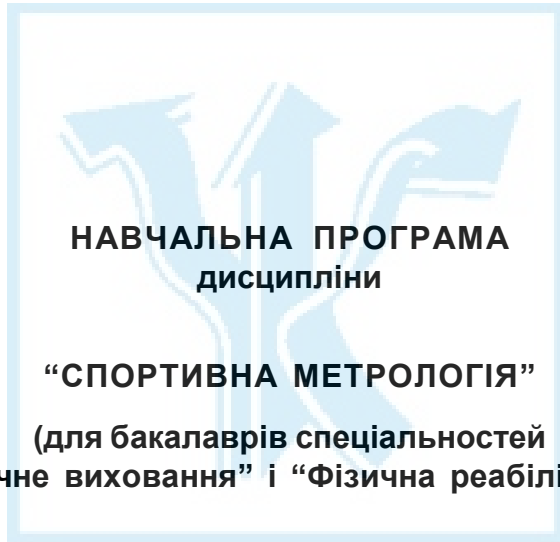 НАВЧАЛЬНА ПРОГРАМА
дисципліни
“СПОРТИВНА МЕТРОЛОГІЯ”
(для бакалаврів спеціальностей
чне виховання” і “Фізична реабілі